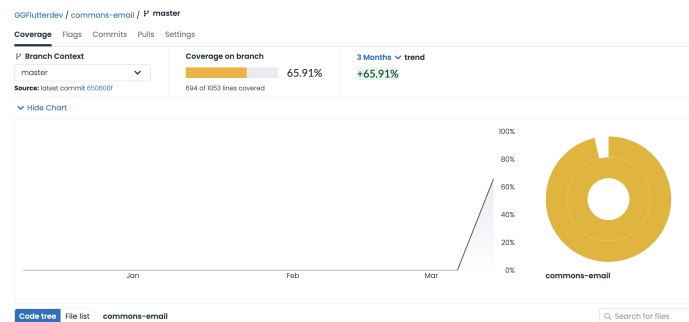 GGFlutterdev / commons-email / master
Coverage Flags Commits Pulls Settings
Branch Context
master
Source: latest commit 650608f
Coverage on branch
65.91%
694 of 1053 lines covered
3 Months trend
+65.91%
Hide Chart
100%
80%
60%
40%
20%
0%
Jan Feb Mar
commons-email
Code tree File list commons-email
Search for files